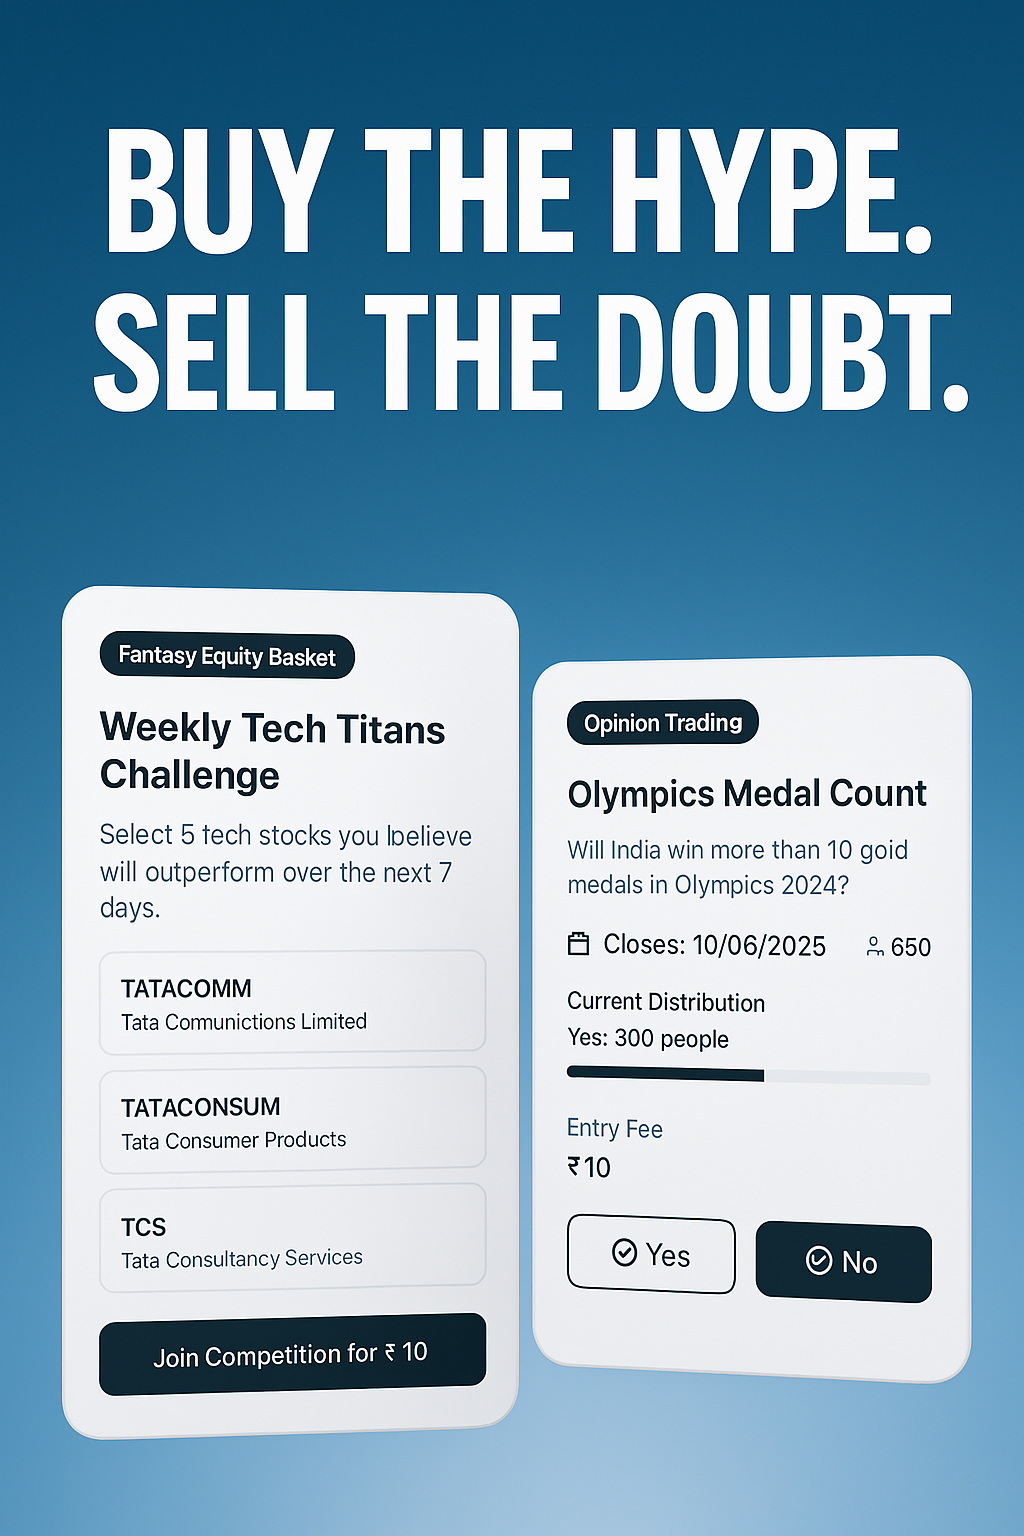 BUY THE HYPE.
SELL THE DOUBT.
Fantasy Equity Basket
Weekly Tech Titans
Challenge
Select 5 tech stocks you believe
will outperform over the next 7
days.
TATACOMM
Tata Comunictions Limited
TATACONSUM
Tata Consumer Products
TCS
Tata Consultancy Services
Join Competition for ₹ 10
Opinion Trading
Olympics Medal Count
Will India win more than 10 goid
medals in Olympics 2024?
Closes: 10/06/2025 650
Current Distribution
Yes: 300 people
Entry Fee
₹10
Yes No